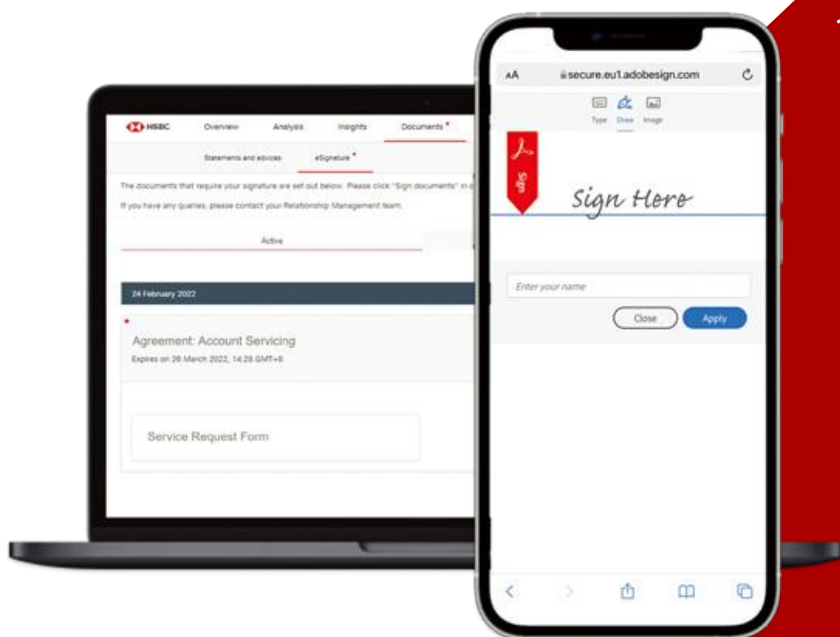 HSBC Overview Analysis Insights Documents
Statements and advices eSignature
The documents that require your signature are set out below. Please click "Sign documents" in o
If you have any queries, please contact your Relationship Management team.
Active
24 February 2022
Agreement: Account Servicing
Expires on 26 March 2022, 14:28 GMT+8
Service Request Form
AA secure.eu1.adobesign.com
Type Draw Image
Sign
Sign Here
Enter your name
Close Apply